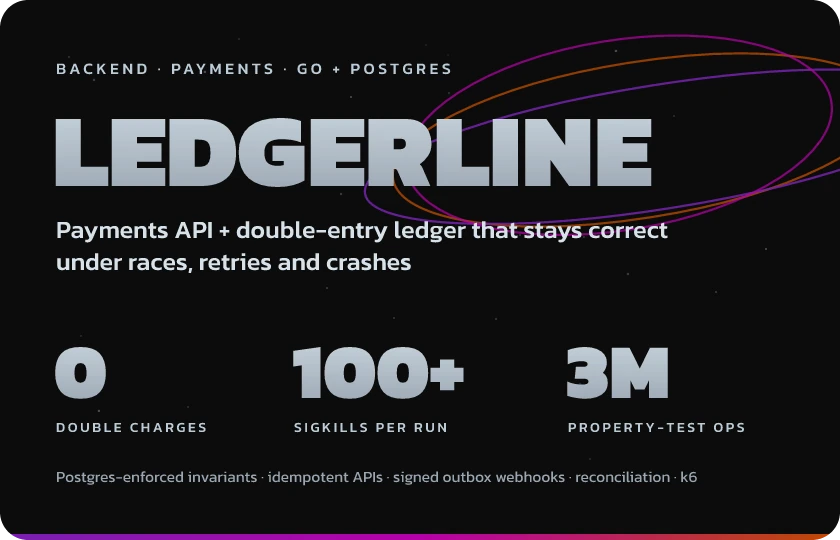 BACKEND · PAYMENTS · GO + POSTGRES
LEDGERLINE
Payments API + double-entry ledger that stays correct
under races, retries and crashes
0 100+ 3M
DOUBLE CHARGES SIGKILLS PER RUN PROPERTY-TEST OPS
Postgres-enforced invariants · idempotent APIs · signed outbox webhooks · reconciliation · k6